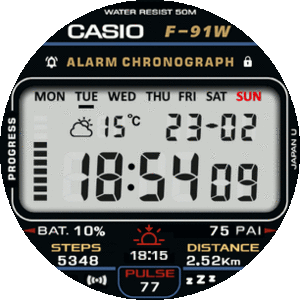 WATER RESIST 50M
CASIO F-91W
ALARM CHRONOGRAPH
MON TUE WED THU FRI SAT SUN
PROGRESS
15°C 23-02
18:54 09
JAPAN U
BAT. 10% 75 PAI
STEPS 18:15 DISTANCE
5348 2.52Km
PULSE
77
zZZ